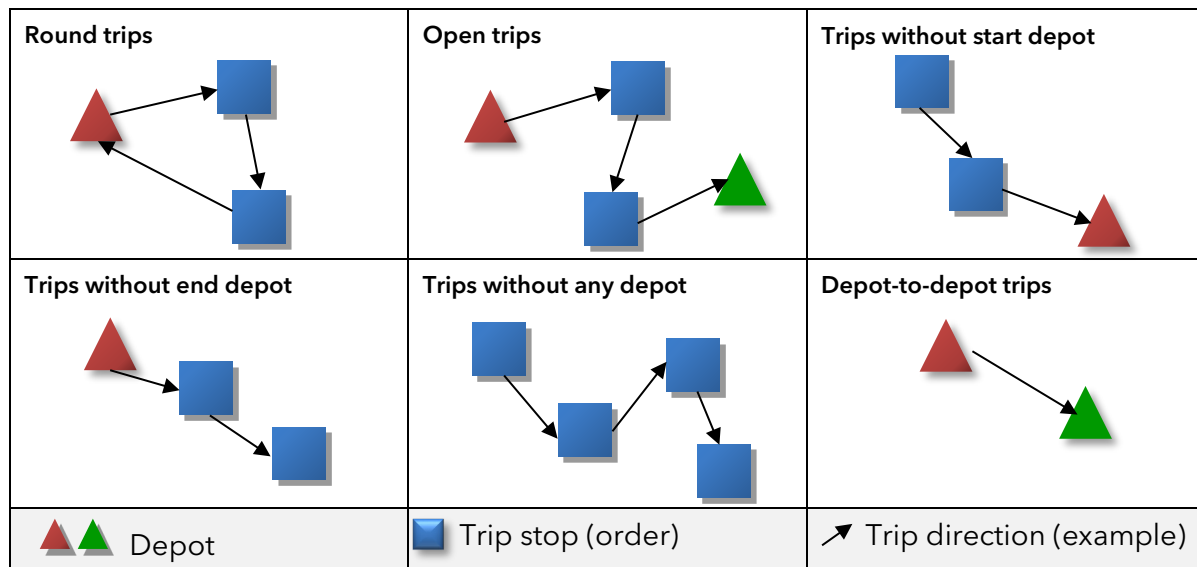 Round trips
Open trips
Trips without start depot
Trips without end depot
Trips without any depot
Depot-to-depot trips
Depot
Trip stop (order)
Trip direction (example)